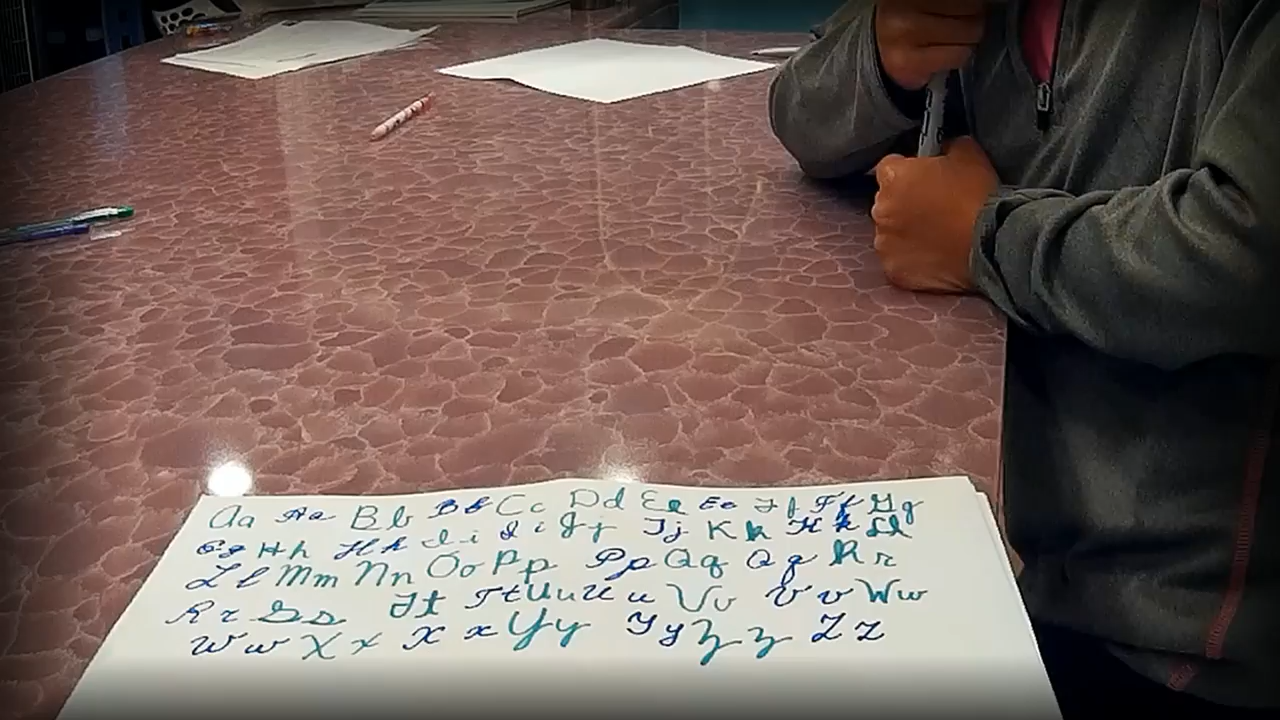 Aa Aa Bb Bb Cc Dd Ee Ee Ff Ff Gg
Gg Hh Hh Ii Ii Jj Jj Kk Kk Ll
Ll Mm Nn Oo Pp Pp Qq Qq Rr
Rr Ss Tt Tt Uu Uu Vv Vv Ww
Ww Xx Xx Yy Yy Zz Zz